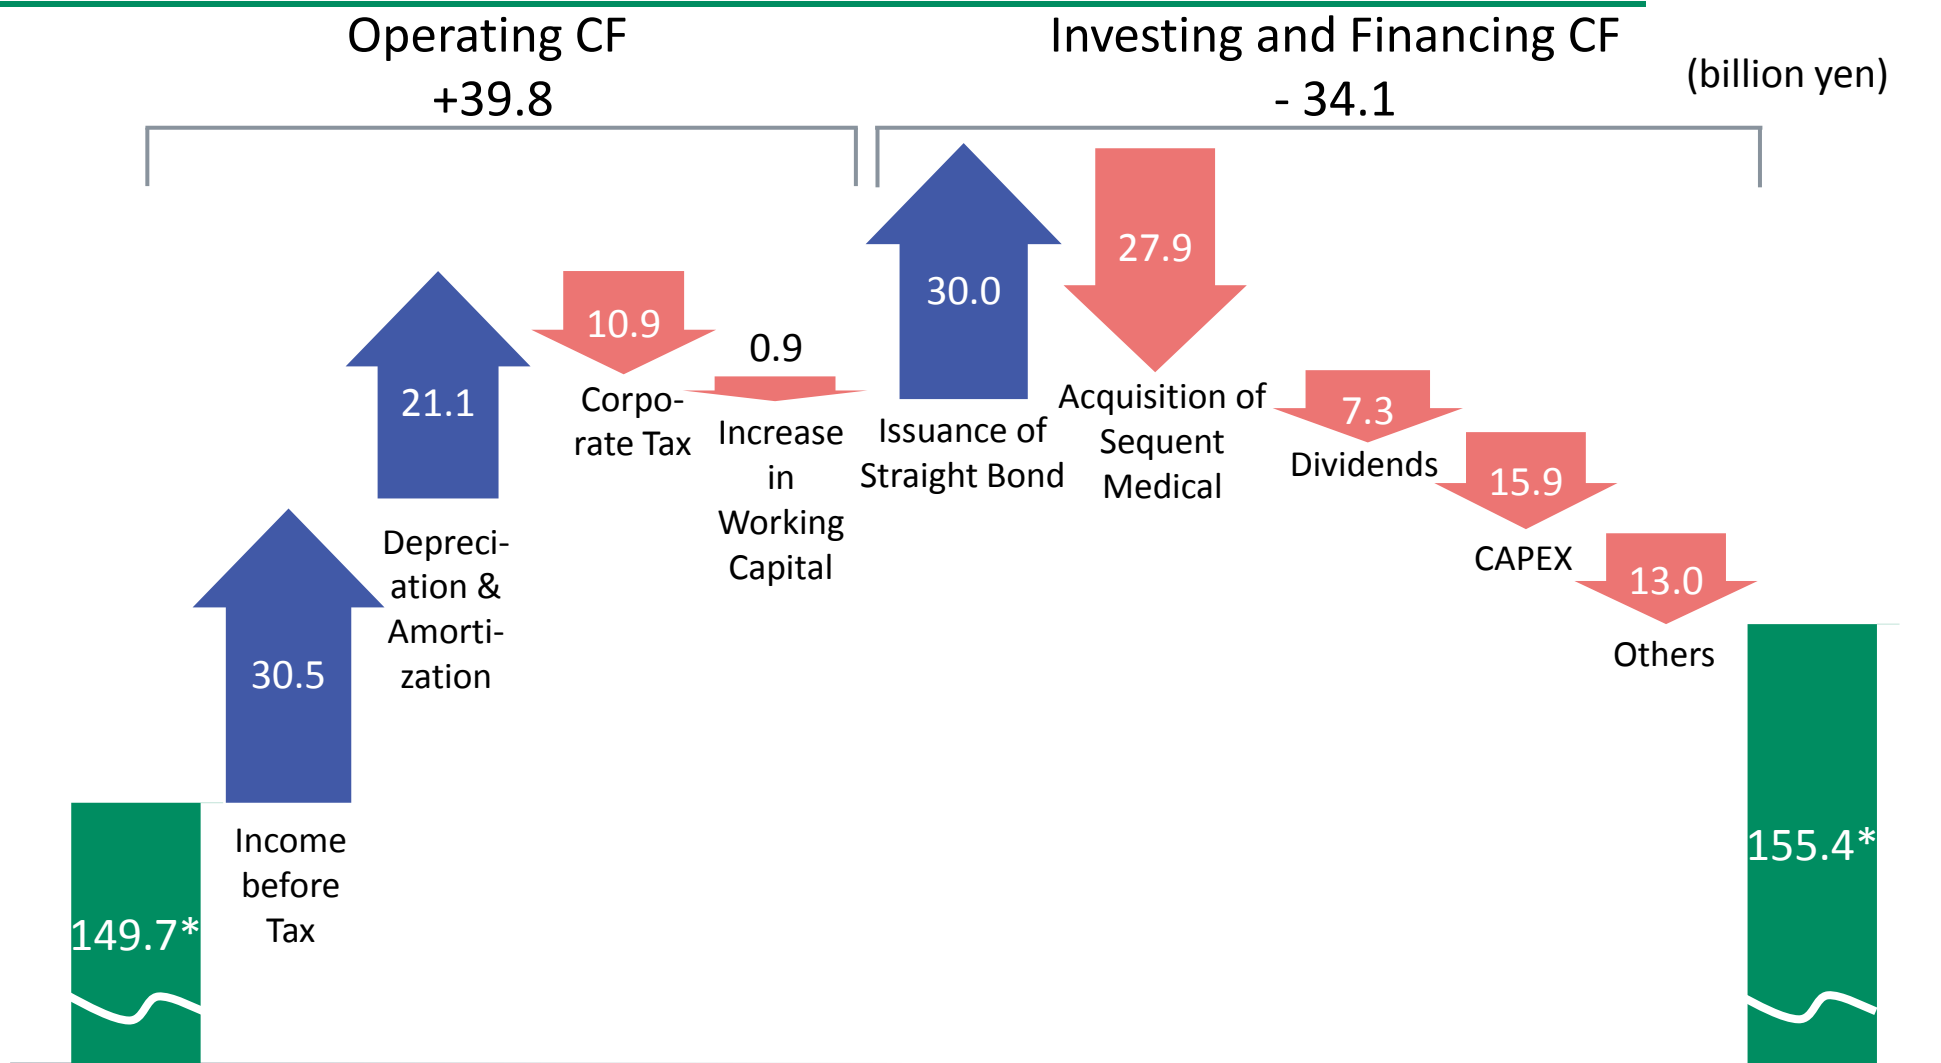 Operating CF
+39.8
Investing and Financing CF
- 34.1
(billion yen)
149.7*
30.5
Income
before
Tax
21.1
Depreci-
ation &
Amorti-
zation
10.9
Corpo-
rate Tax
0.9
Increase
in
Working
Capital
30.0
Issuance of
Straight Bond
27.9
Acquisition of
Sequent
Medical
7.3
Dividends
15.9
CAPEX
13.0
Others
155.4*